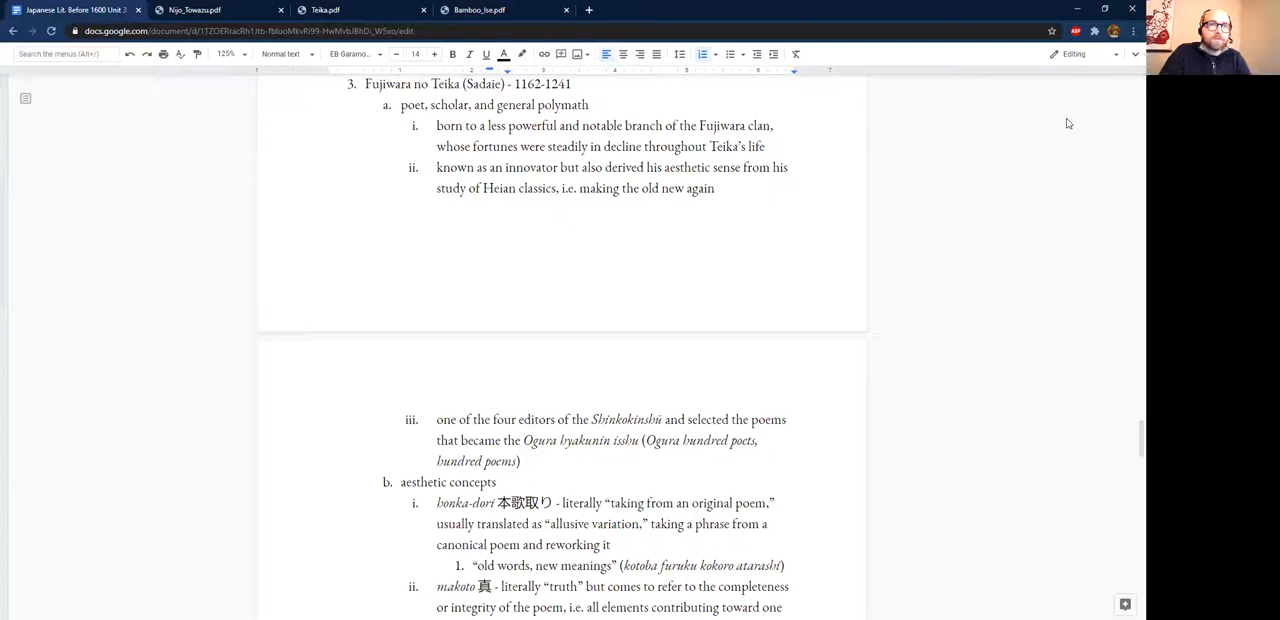 Japanese Lit. Before 1600 Unit 3
Nijo_Towazu.pdf
Teika.pdf
Bamboo_Ise.pdf
Search the menus (Alt+/)
125%
Normal text
EB Garamo...
14
Editing
3. Fujiwara no Teika (Sadaie) - 1162-1241
a. poet, scholar, and general polymath
i. born to a less powerful and notable branch of the Fujiwara clan,
whose fortunes were steadily in decline throughout Teika’s life
ii. known as an innovator but also derived his aesthetic sense from his
study of Heian classics, i.e. making the old new again
iii. one of the four editors of the Shinkokinshū and selected the poems
that became the Ogura hyakunin isshu (Ogura hundred poets,
hundred poems)
b. aesthetic concepts
i. honka-dori 本歌取り - literally “taking from an original poem,”
usually translated as “allusive variation,” taking a phrase from a
canonical poem and reworking it
1. “old words, new meanings” (kotoba furuku kokoro atarashi)
ii. makoto 真 - literally “truth” but comes to refer to the completeness
or integrity of the poem, i.e. all elements contributing toward one